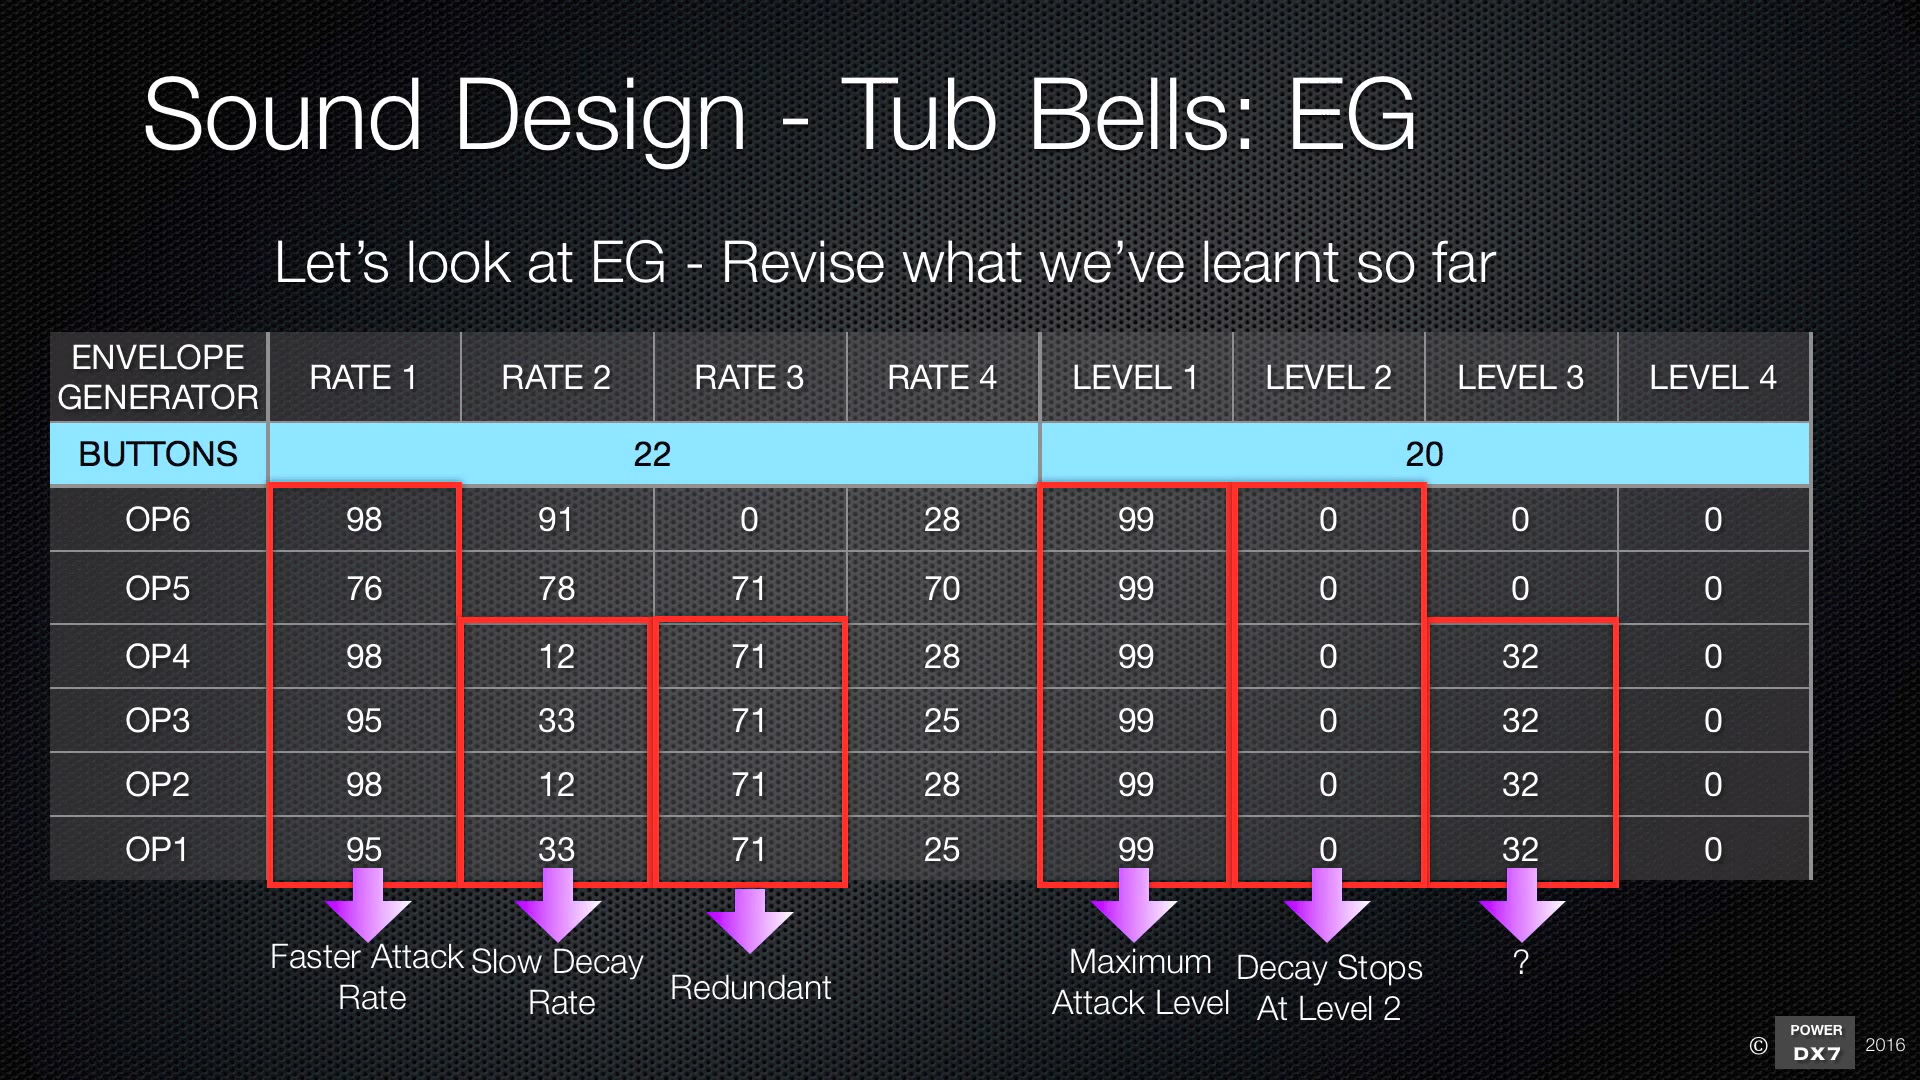 Sound Design - Tub Bells: EG
Let's look at EG - Revise what we've learnt so far
ENVELOPE GENERATOR RATE 1 RATE 2 RATE 3 RATE 4 LEVEL 1 LEVEL 2 LEVEL 3 LEVEL 4
BUTTONS 22 20
OP6 98 91 0 28 99 0 0 0
OP5 76 78 71 70 99 0 0 0
OP4 98 12 71 28 99 0 32 0
OP3 95 33 71 25 99 0 32 0
OP2 98 12 71 28 99 0 32 0
OP1 95 33 71 25 99 0 32 0
Faster Attack
Rate
Slow Decay
Rate
Redundant
Maximum
Attack Level
Decay Stops
At Level 2
?
© POWER DX7 2016